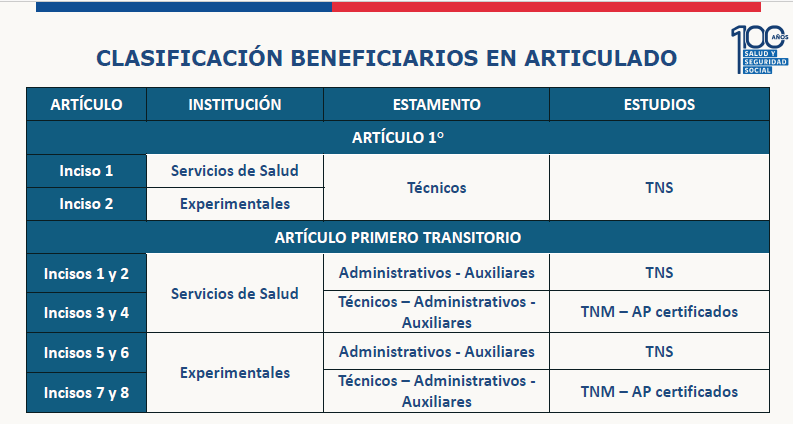 100 AÑOS
SALUD Y
SEGURIDAD
SOCIAL
CLASIFICACIÓN BENEFICIARIOS EN ARTICULADO
ARTÍCULO INSTITUCIÓN ESTAMENTO ESTUDIOS
ARTÍCULO 1º
Inciso 1 Servicios de Salud
Técnicos TNS
Inciso 2 Experimentales
ARTÍCULO PRIMERO TRANSITORIO
Incisos 1 y 2 Administrativos - Auxiliares TNS
Servicios de Salud
Incisos 3 y 4 Técnicos – Administrativos - TNM – AP certificados
Auxiliares
Incisos 5 y 6 Administrativos - Auxiliares TNS
Experimentales
Incisos 7 y 8 Técnicos – Administrativos - TNM – AP certificados
Auxiliares